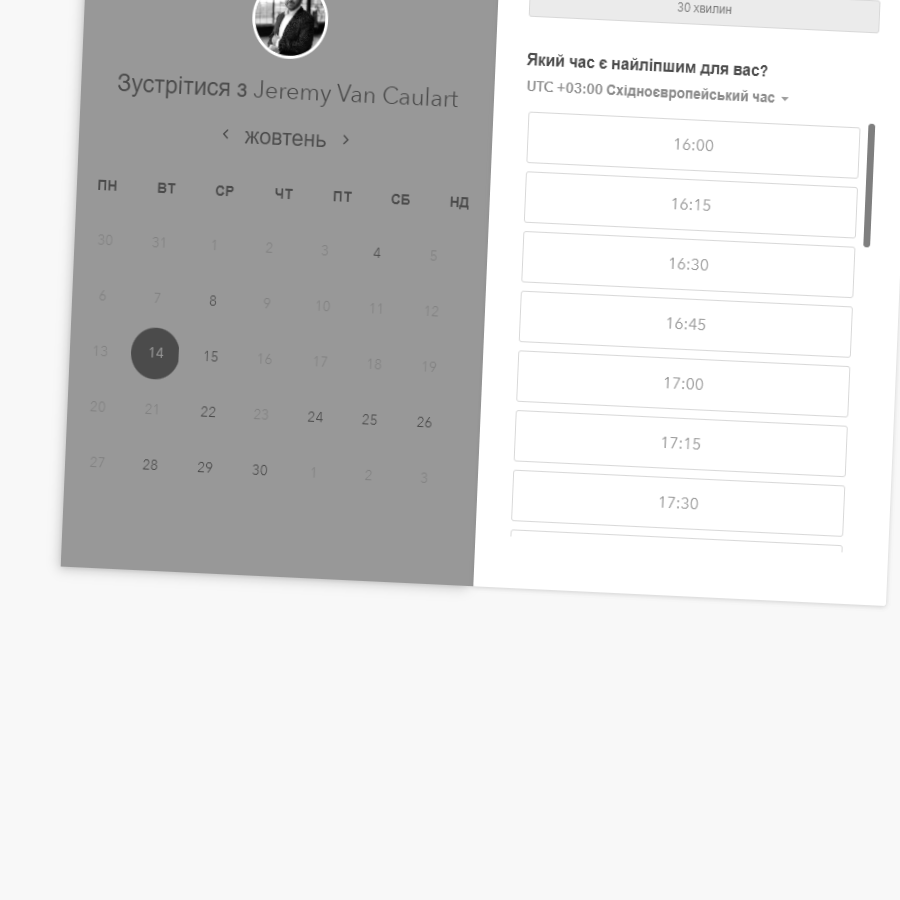 Зустрітися з Jeremy Van Caulart
‹ жовтень ›
ПН ВТ СР ЧТ ПТ СБ НД
30 31 1 2 3 4 5
6 7 8 9 10 11 12
13 14 15 16 17 18 19
20 21 22 23 24 25 26
27 28 29 30 1 2 3
30 хвилин
Який час є найліпшим для вас?
UTC +03:00 Східноєвропейський час
16:00
16:15
16:30
16:45
17:00
17:15
17:30